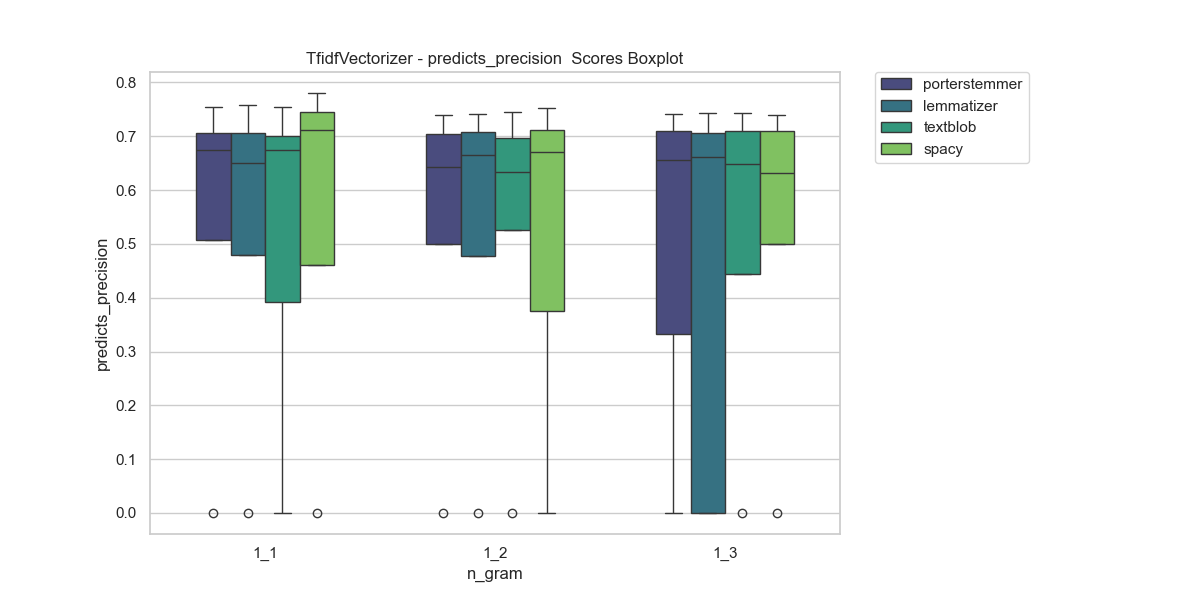 TfidfVectorizer - predicts_precision  Scores Boxplot
porterstemmer
lemmatizer
textblob
spacy
predicts_precision
0.8
0.7
0.6
0.5
0.4
0.3
0.2
0.1
0.0
1_1
1_2
1_3
n_gram